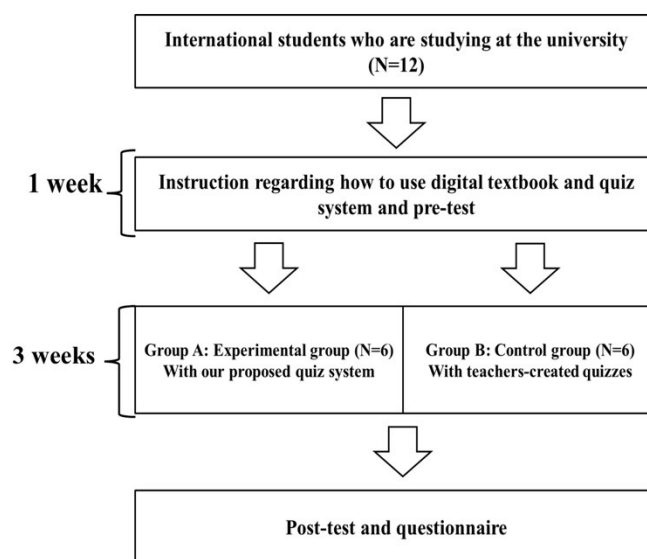 International students who are studying at the university
(N=12)
1 week
Instruction regarding how to use digital textbook and quiz
system and pre-test
3 weeks
Group A: Experimental group (N=6)
With our proposed quiz system
Group B: Control group (N=6)
With teachers-created quizzes
Post-test and questionnaire